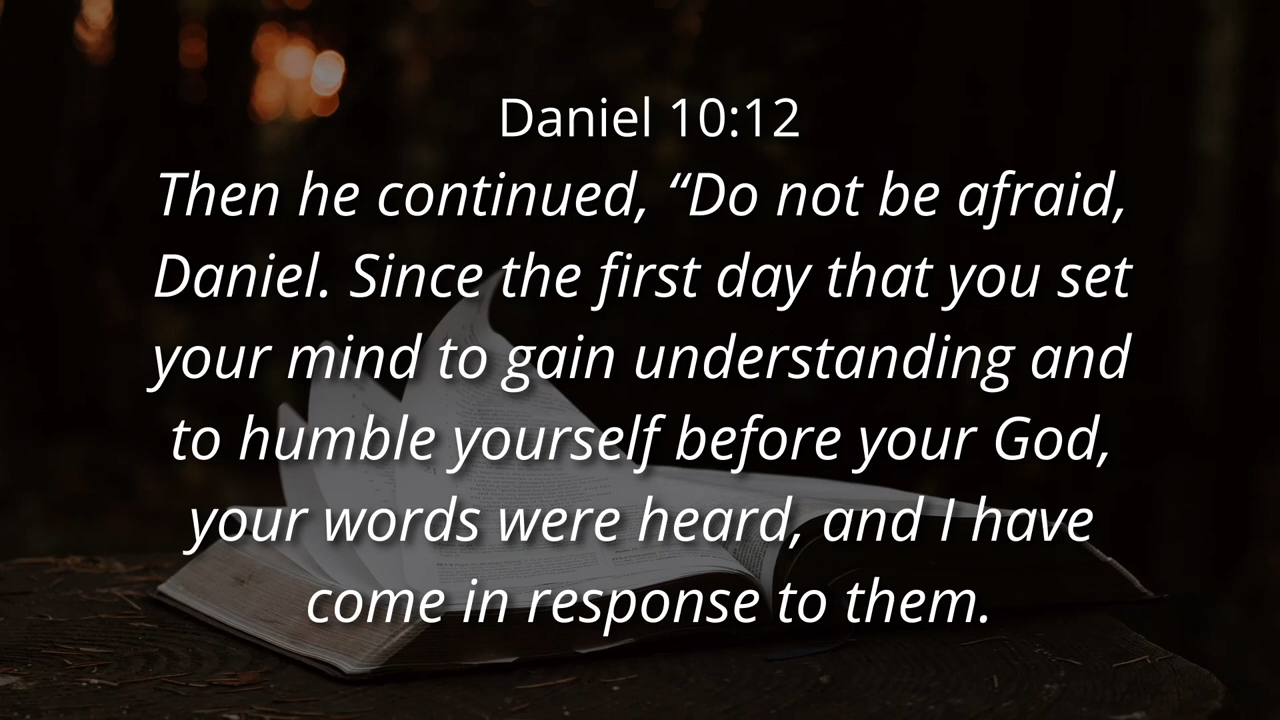 Daniel 10:12
Then he continued, “Do not be afraid,
Daniel. Since the first day that you set
your mind to gain understanding and
to humble yourself before your God,
your words were heard, and I have
come in response to them.